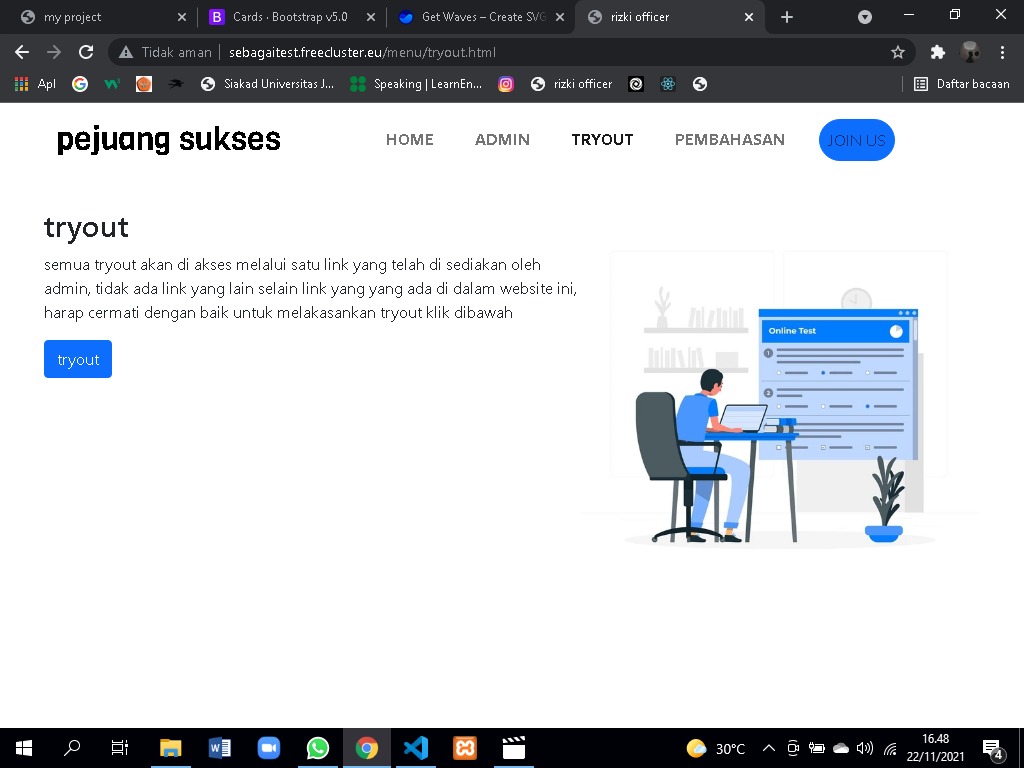 my project
Cards · Bootstrap v5.0
Get Waves – Create SVG
rizki officer
Tidak aman
sebagaitest.freecluster.eu/menu/tryout.html
Apl
Siakad Universitas J...
Speaking | LearnEn...
rizki officer
Daftar bacaan
pejuang sukses
HOME
ADMIN
TRYOUT
PEMBAHASAN
JOIN US
tryout
semua tryout akan di akses melalui satu link yang telah di sediakan oleh
admin, tidak ada link yang lain selain link yang yang ada di dalam website ini,
harap cermati dengan baik untuk melakasankan tryout klik dibawah
tryout
Online Test
1
2
30°C
16.48
22/11/2021
4